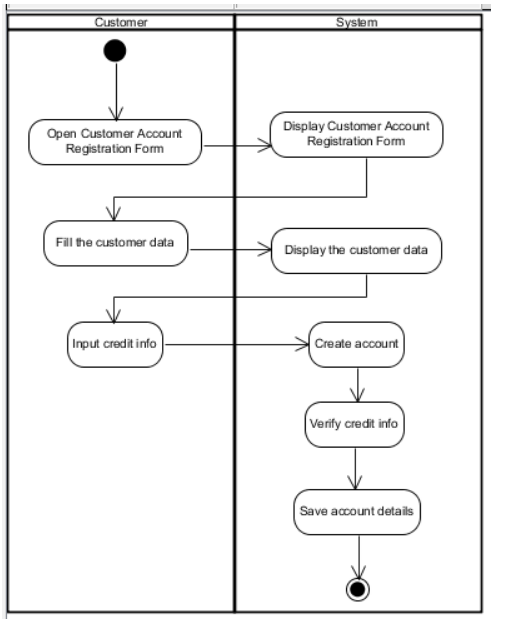 Customer
System
Open Customer Account
Registration Form
Display Customer Account
Registration Form
Fill the customer data
Display the customer data
Input credit info
Create account
Verify credit info
Save account details